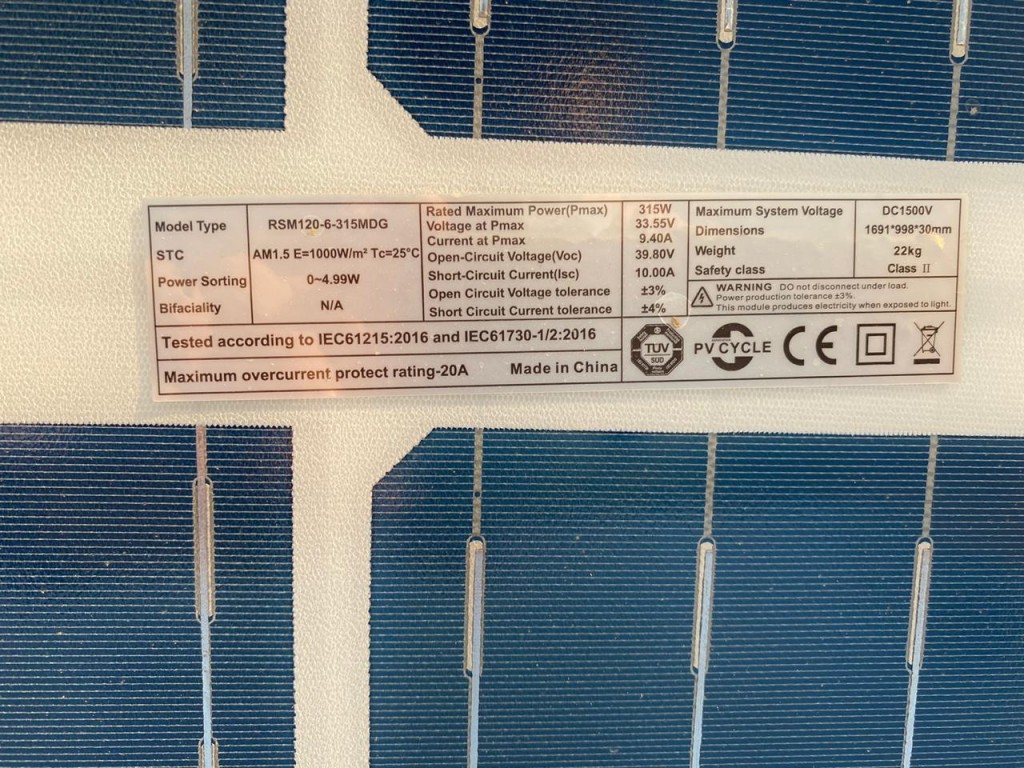 Model Type RSM120-6-315MDG
STC AM1.5 E=1000W/m² Tc=25°C
Power Sorting 0~4.99W
Bifaciality N/A
Rated Maximum Power(Pmax) 315W
Voltage at Pmax 33.55V
Current at Pmax 9.40A
Open-Circuit Voltage(Voc) 39.80V
Short-Circuit Current(Isc) 10.00A
Open Circuit Voltage tolerance ±3%
Short Circuit Current tolerance ±4%
Maximum System Voltage DC1500V
Dimensions 1691*998*30mm
Weight 22kg
Safety class Class II
WARNING DO not disconnect under load.
Power production tolerance ±3%.
This module produces electricity when exposed to light.
Tested according to IEC61215:2016 and IEC61730-1/2:2016
Maximum overcurrent protect rating-20A Made in China
TÜV
SÜD
PV CYCLE
CE